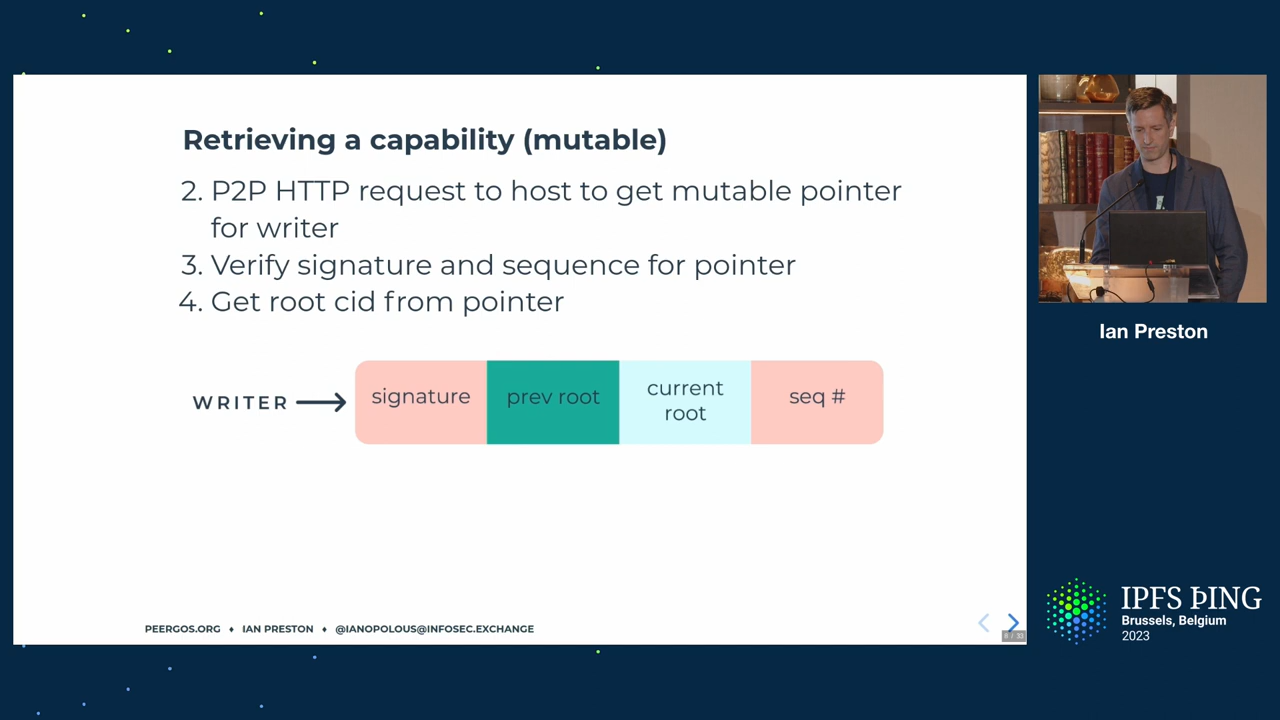 Retrieving a capability (mutable)
2. P2P HTTP request to host to get mutable pointer
for writer
3. Verify signature and sequence for pointer
4. Get root cid from pointer
WRITER
signature
prev root
current
root
seq #
PEERGOS.ORG ♦ IAN PRESTON ♦ @IANOPOLOUS@INFOSEC.EXCHANGE
Ian Preston
IPFS ÞING
Brussels, Belgium
2023